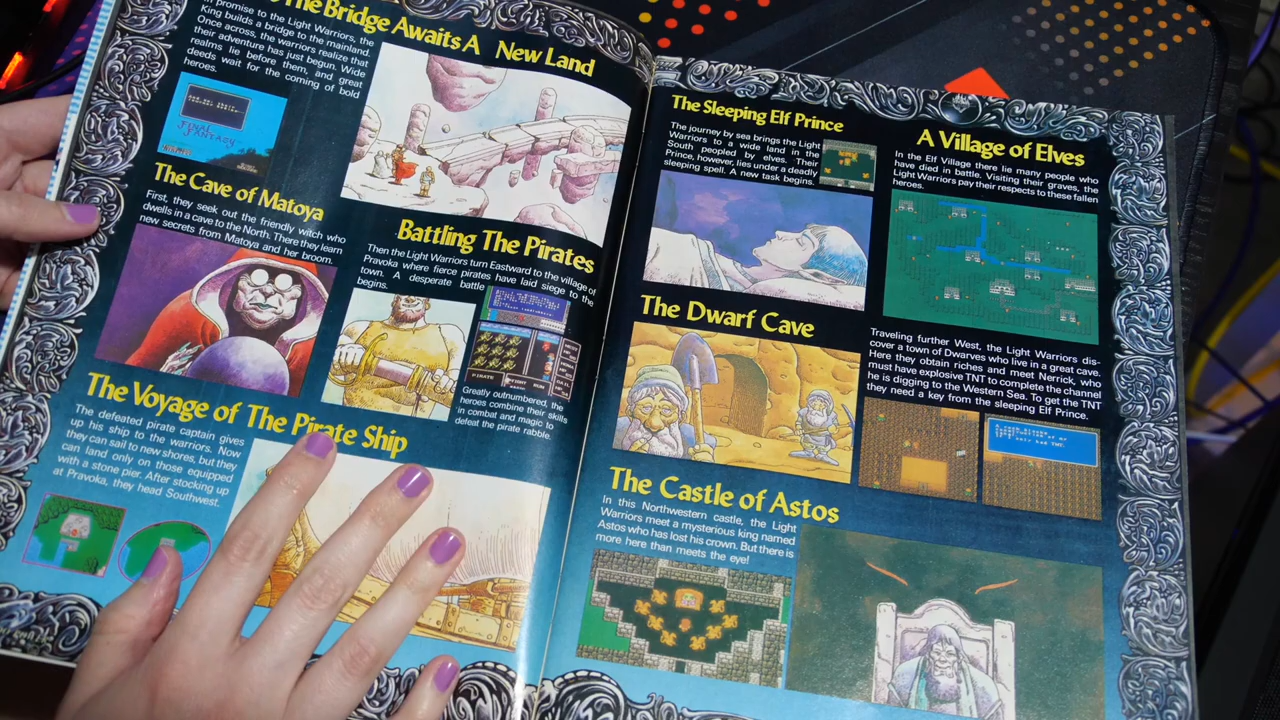 The Bridge Awaits A New Land
promise to the Light Warriors, the
King builds a bridge to the mainland.
Once across, the warriors realize that
their adventure has just begun. Wide
realms lie before them, and great
deeds wait for the coming of bold
heroes.
FINAL
FANTASY
The Cave of Matoya
First, they seek out the friendly witch who
dwells in a cave to the North. There they learn
new secrets from Matoya and her broom.
Battling The Pirates
Then the Light Warriors turn Eastward to the village of
Pravoka where fierce pirates have laid siege to the
town. A desperate battle
begins.
PIRATE
FIGHT
RUN
Greatly outnumbered, the
heroes combine their skills
in combat and magic to
defeat the pirate rabble.
The Voyage of The Pirate Ship
The defeated pirate captain gives
up his ship to the warriors. Now
they can sail to new shores, but they
can land only on those equipped
with a stone pier. After stocking up
at Pravoka, they head Southwest.
The Sleeping Elf Prince
The journey by sea brings the Light
Warriors to a wide land in the
South peopled by elves. Their
Prince, however, lies under a deadly
sleeping spell. A new task begins.
A Village of Elves
In the Elf Village there lie many people who
have died in battle. Visiting their graves, the
Light Warriors pay their respects to these fallen
heroes.
The Dwarf Cave
Traveling further West, the Light Warriors dis-
cover a town of Dwarves who live in a great cave.
Here they obtain riches and meet Nerrick, who
must have explosive TNT to complete the channel
he is digging to the Western Sea. To get the TNT
they need a key from the sleeping Elf Prince.
The Castle of Astos
In this Northwestern castle, the Light
Warriors meet a mysterious king named
Astos who has lost his crown. But there is
more here than meets the eye!